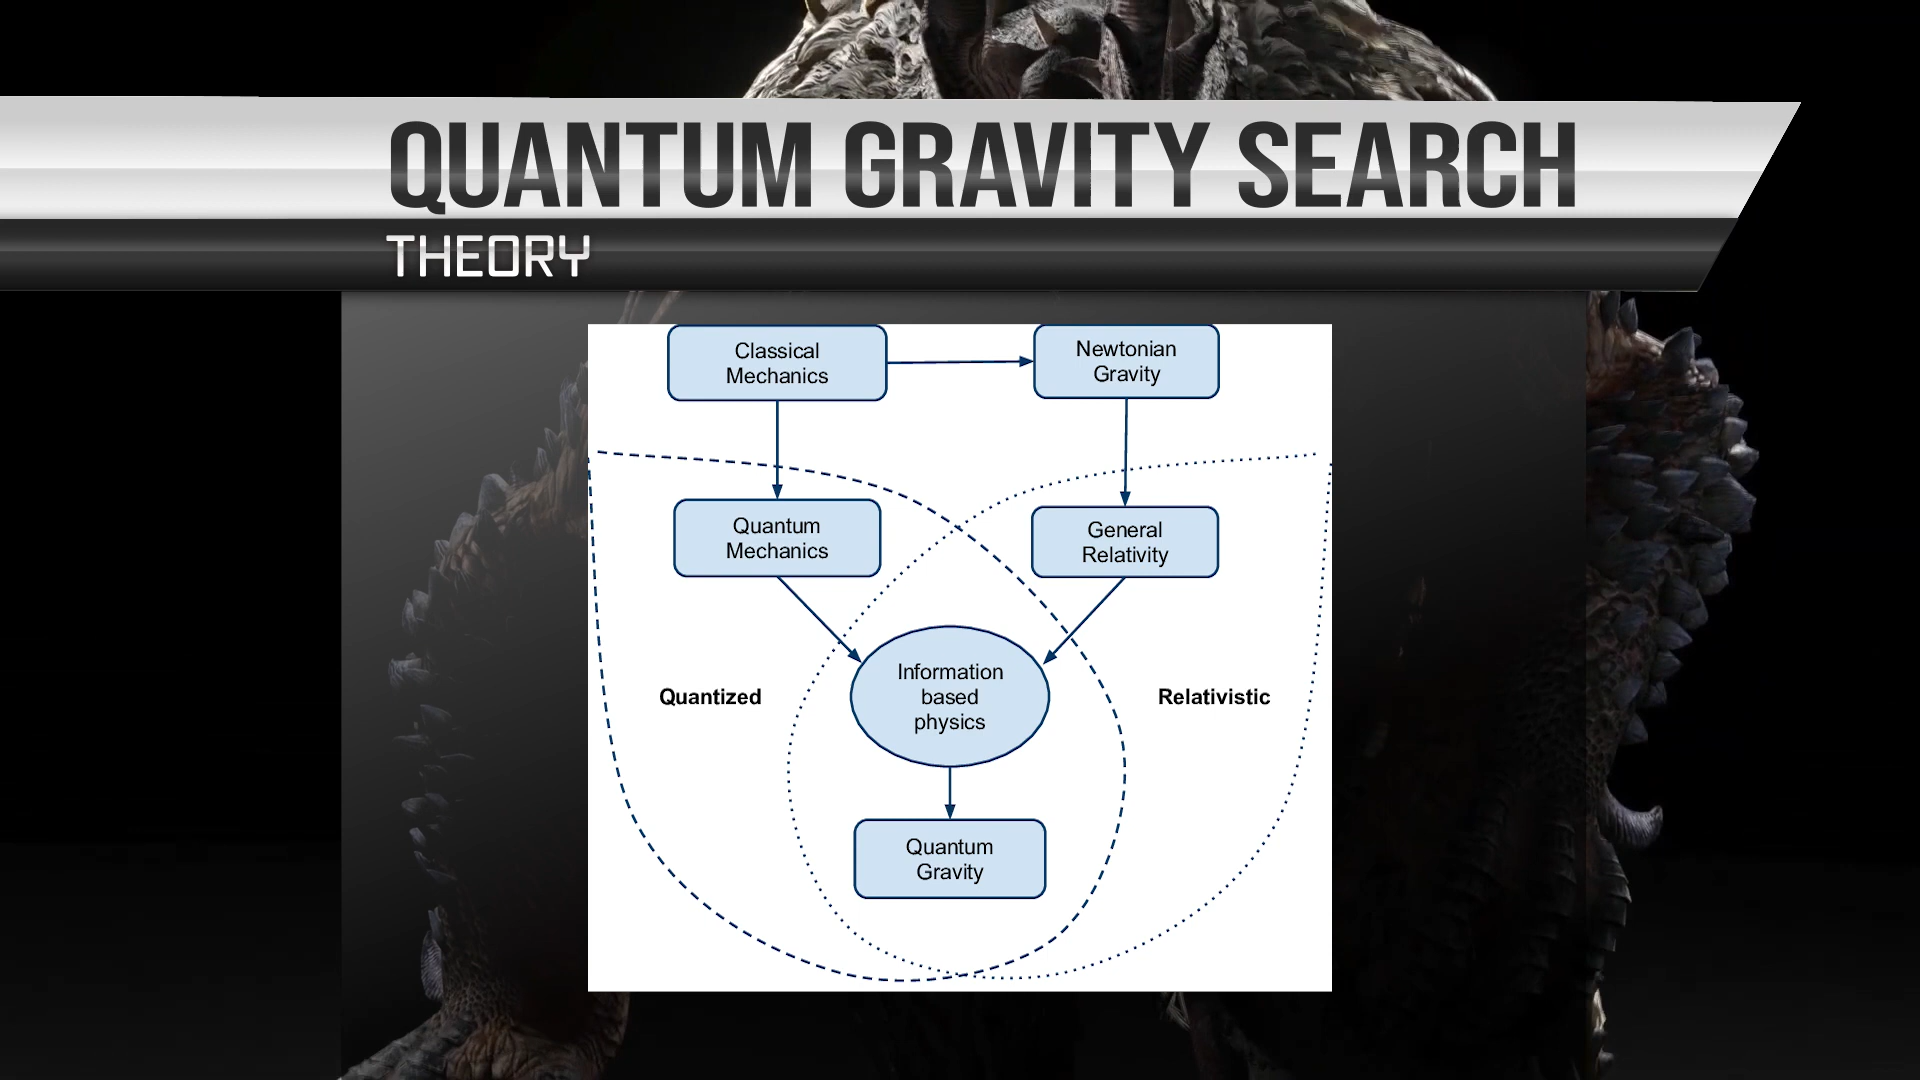 QUANTUM GRAVITY SEARCH
THEORY
Classical
Mechanics
Newtonian
Gravity
Quantum
Mechanics
General
Relativity
Information
based
physics
Quantized
Relativistic
Quantum
Gravity